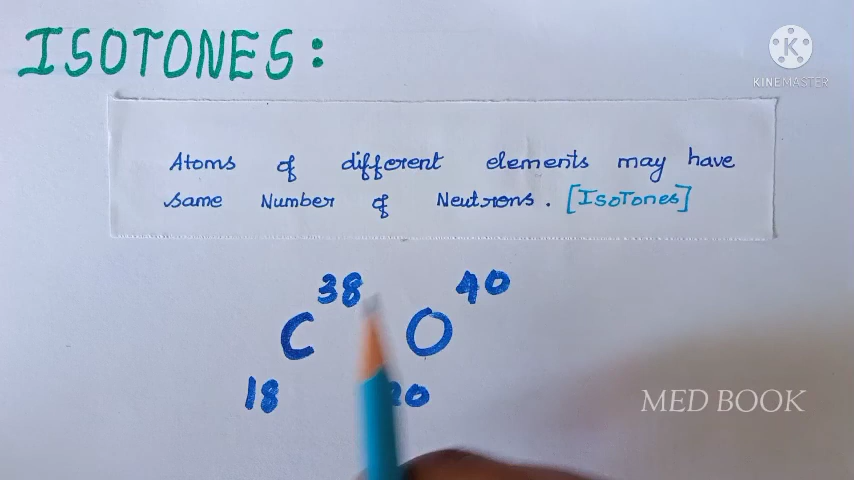 ISOTONES:
KINEMASTER
Atoms of different elements may have
same Number of Neutrons. [IsoTones]
38 40
C O
18 20
MED BOOK